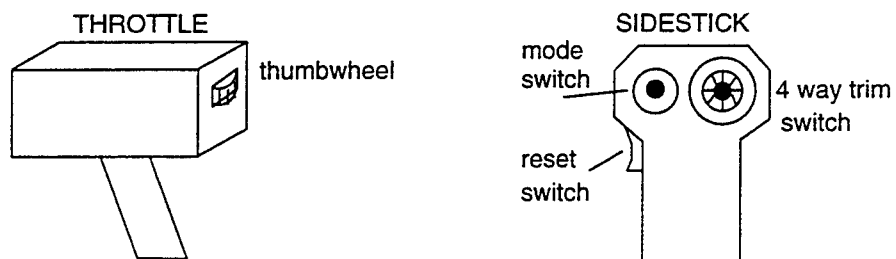 THROTTLE
thumbwheel
SIDESTICK
mode
switch
4 way trim
switch
reset
switch